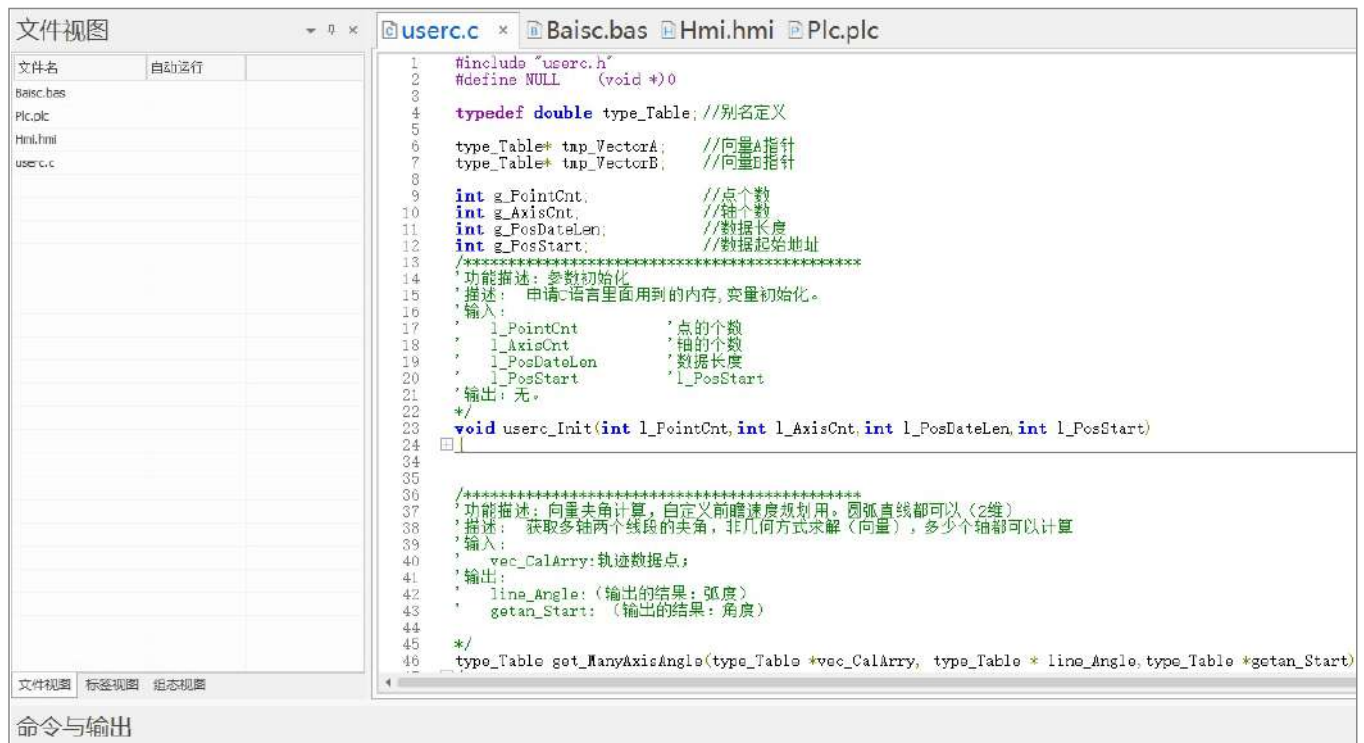 文件视图
文件名 自动运行
Baisc.bas
Plc.plc
Hmi.hmi
userc.c
文件视图 标签视图 组态视图
userc.c × Baisc.bas Hmi.hmi Plc.plc
1 #include "userc.h"
2 #define NULL (void *)0
3
4 typedef double type_Table;//别名定义
5
6 type_Table* tmp_VectorA; //向量A指针
7 type_Table* tmp_VectorB; //向量B指针
8
9 int g_PointCnt; //点个数
10 int g_AxisCnt; //轴个数
11 int g_PosDateLen; //数据长度
12 int g_PosStart; //数据起始地址
13 /********************************************
14 '功能描述：参数初始化
15 '描述： 申请C语言里面用到的内存,变量初始化。
16 '输入：
17 ' l_PointCnt '点的个数
18 ' l_AxisCnt '轴的个数
19 ' l_PosDateLen '数据长度
20 ' l_PosStart 'l_PosStart
21 '输出：无。
22 */
23 void userc_Init(int l_PointCnt,int l_AxisCnt,int l_PosDateLen,int l_PosStart)
24 {
34
35
36 /********************************************
37 '功能描述：向量夹角计算，自定义前瞻速度规划用。圆弧直线都可以（2维）
38 '描述： 获取多轴两个线段的夹角，非几何方式求解（向量），多少个轴都可以计算
39 '输入：
40 ' vec_CalArry:轨迹数据点；
41 '输出：
42 ' line_Angle:（输出的结果：弧度）
43 ' getan_Start: （输出的结果：角度）
44
45 */
46 type_Table get_ManyAxisAngle(type_Table *vec_CalArry, type_Table * line_Angle,type_Table *getan_Start)
命令与输出